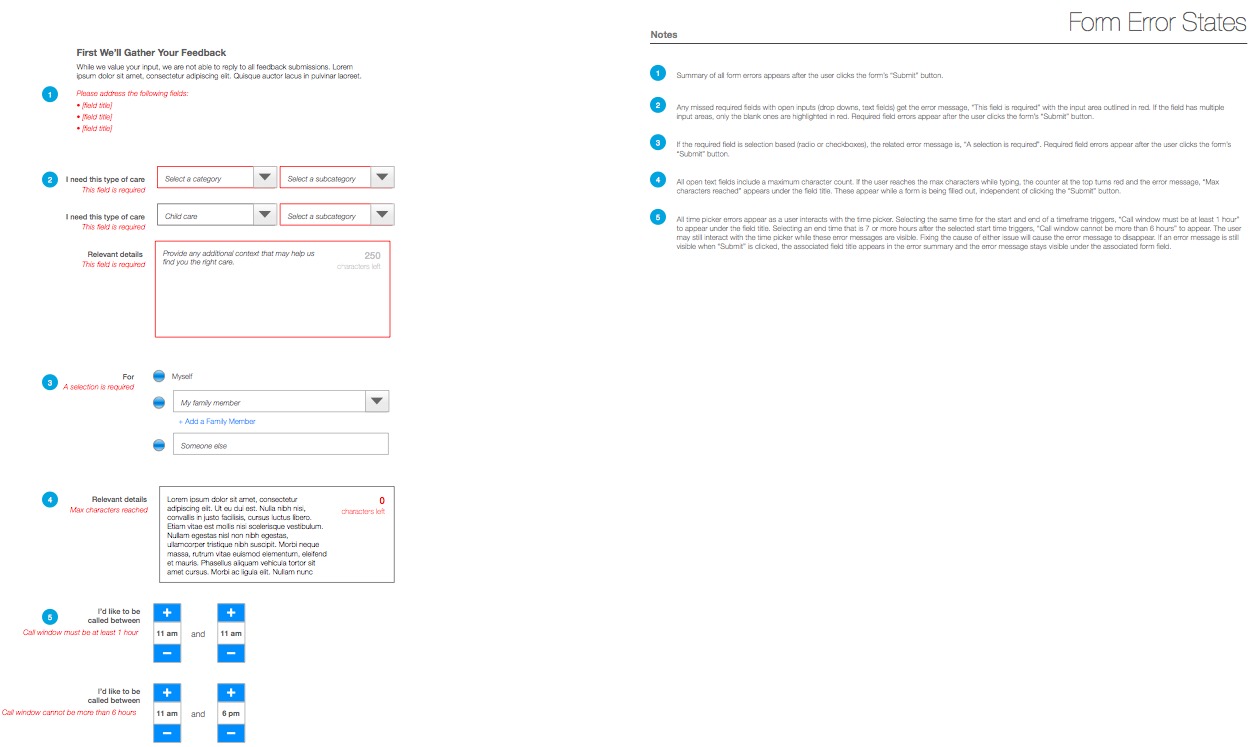 Form Error States
First We'll Gather Your Feedback
While we value your input, we are not able to reply to all feedback submissions. Lorem
ipsum dolor sit amet, consectetur adipiscing elit. Quisque auctor lacus in pulvinar laoreet.
1
Please address the following fields:
• [field title]
• [field title]
• [field title]
2
I need this type of care
This field is required
Select a category
Select a subcategory
I need this type of care
This field is required
Child care
Select a subcategory
Relevant details
This field is required
Provide any additional context that may help us
find you the right care.
250
characters left
3
For
A selection is required
Myself
My family member
+ Add a Family Member
Someone else
4
Relevant details
Max characters reached
Lorem ipsum dolor sit amet, consectetur
adipiscing elit. Ut eu dui est. Nulla nibh nisi,
convallis in justo facilisis, cursus luctus libero.
Etiam vitae est mollis nisi scelerisque vestibulum.
Nullam egestas nisl non nibh egestas,
ullamcorper tristique nibh suscipit. Morbi neque
massa, rutrum vitae euismod elementum, eleifend
et mauris. Phasellus aliquam vehicula tortor sit
amet cursus. Morbi ac ligula elit. Nullam nunc
0
characters left
5
I'd like to be
called between
Call window must be at least 1 hour
+
+
11 am and 11 am
−
−
I'd like to be
called between
Call window cannot be more than 6 hours
+
+
11 am and 6 pm
−
−
Notes
1
Summary of all form errors appears after the user clicks the form's "Submit" button.
2
Any missed required fields with open inputs (drop downs, text fields) get the error message, "This field is required" with the input area outlined in red. If the field has multiple
input areas, only the blank ones are highlighted in red. Required field errors appear after the user clicks the form's "Submit" button.
3
If the required field is selection based (radio or checkboxes), the related error message is, "A selection is required". Required field errors appear after the user clicks the form's
"Submit" button.
4
All open text fields include a maximum character count. If the user reaches the max characters while typing, the counter at the top turns red and the error message, "Max
characters reached" appears under the field title. These appear while a form is being filled out, independent of clicking the "Submit" button.
5
All time picker errors appear as a user interacts with the time picker. Selecting the same time for the start and end of a timeframe triggers, "Call window must be at least 1 hour"
to appear under the field title. Selecting an end time that is 7 or more hours after the selected start time triggers, "Call window cannot be more than 6 hours" to appear. The user
may still interact with the time picker while these error messages are visible. Fixing the cause of either issue will cause the error message to disappear. If an error message is still
visible when "Submit" is clicked, the associated field title appears in the error summary and the error message stays visible under the associated form field.